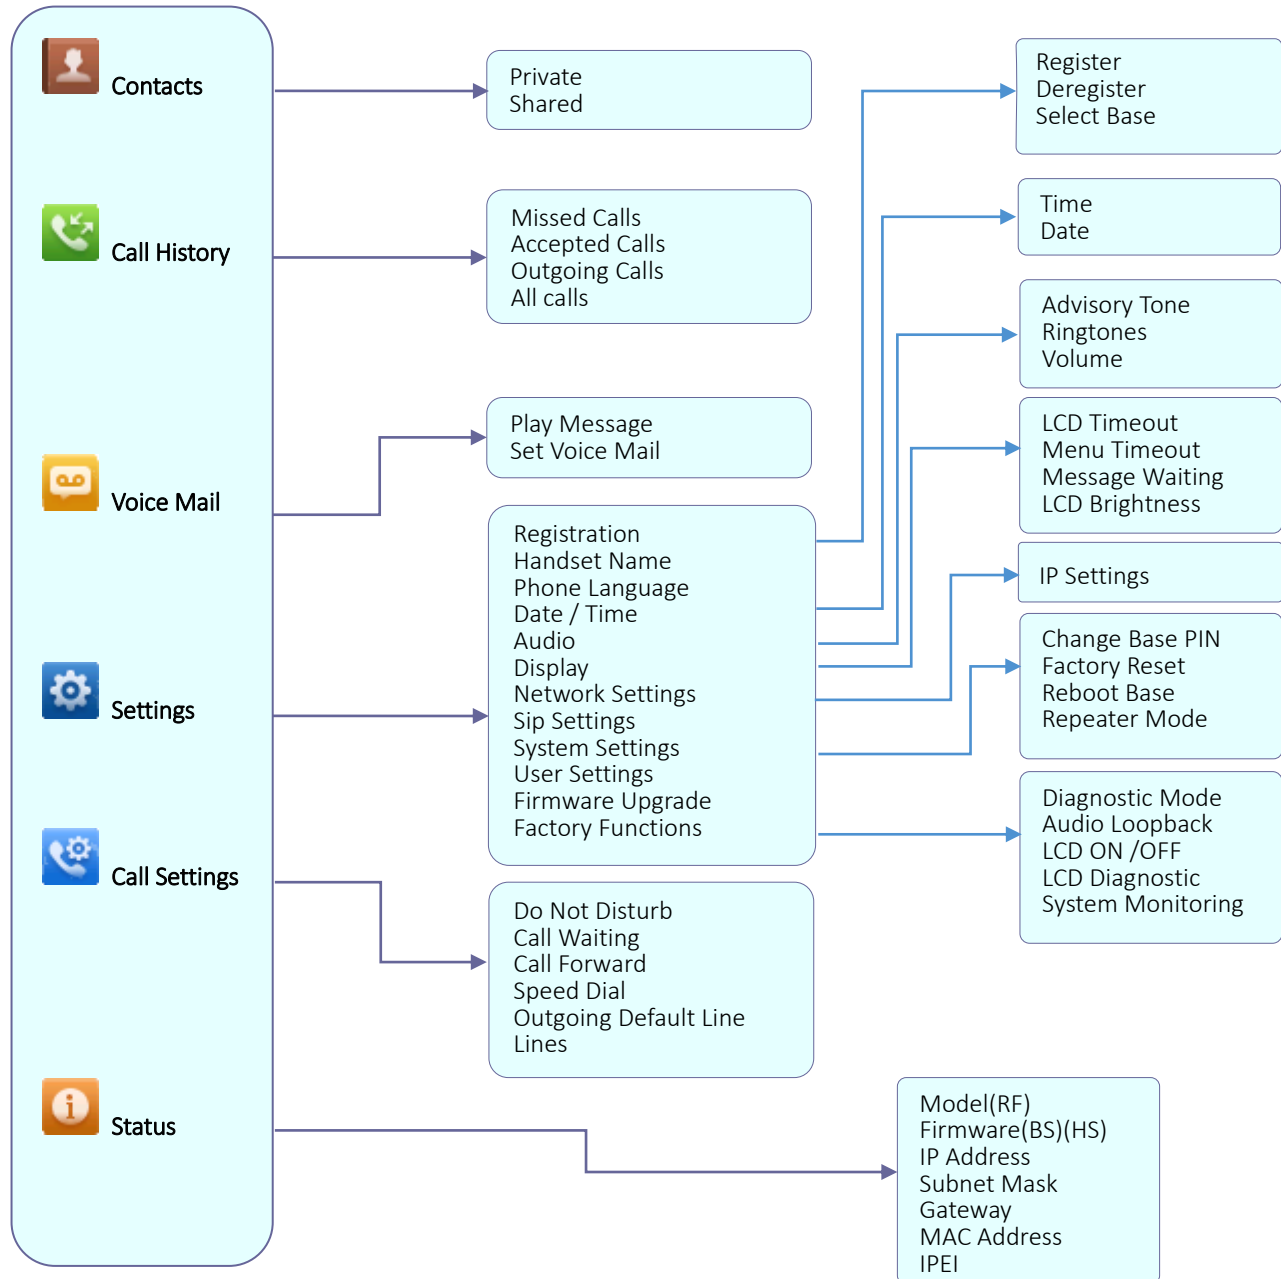 Contacts
Call History
Voice Mail
Settings
Call Settings
Status
Private
Shared
Missed Calls
Accepted Calls
Outgoing Calls
All calls
Play Message
Set Voice Mail
Registration
Handset Name
Phone Language
Date / Time
Audio
Display
Network Settings
Sip Settings
System Settings
User Settings
Firmware Upgrade
Factory Functions
Do Not Disturb
Call Waiting
Call Forward
Speed Dial
Outgoing Default Line
Lines
Register
Deregister
Select Base
Time
Date
Advisory Tone
Ringtones
Volume
LCD Timeout
Menu Timeout
Message Waiting
LCD Brightness
IP Settings
Change Base PIN
Factory Reset
Reboot Base
Repeater Mode
Diagnostic Mode
Audio Loopback
LCD ON /OFF
LCD Diagnostic
System Monitoring
Model(RF)
Firmware(BS)(HS)
IP Address
Subnet Mask
Gateway
MAC Address
IPEI